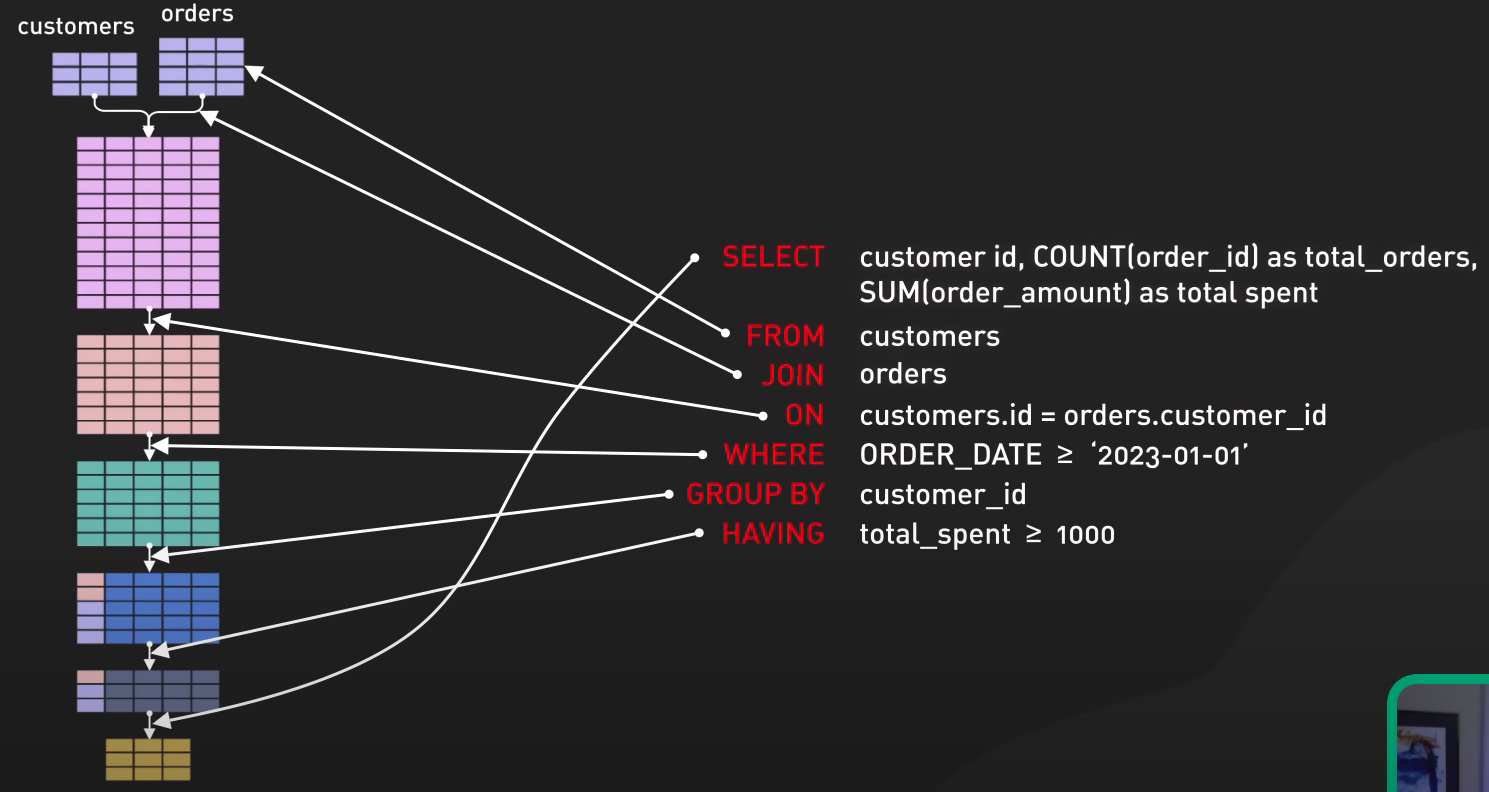 customers
orders
SELECT customer id, COUNT(order_id) as total_orders,
SUM(order_amount) as total spent
FROM customers
JOIN orders
ON customers.id = orders.customer_id
WHERE ORDER_DATE ≥ ‘2023-01-01’
GROUP BY customer_id
HAVING total_spent ≥ 1000